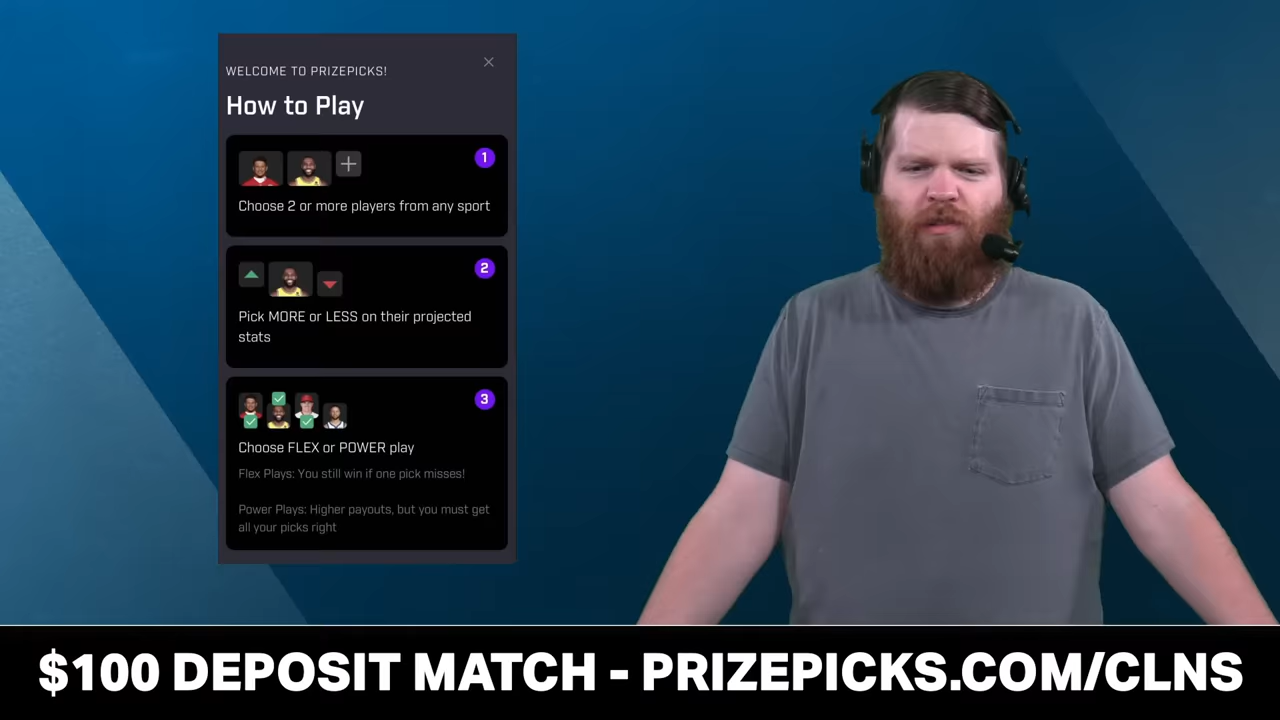 WELCOME TO PRIZEPICKS!
How to Play
1
Choose 2 or more players from any sport
2
Pick MORE or LESS on their projected
stats
3
Choose FLEX or POWER play
Flex Plays: You still win if one pick misses!
Power Plays: Higher payouts, but you must get
all your picks right
$100 DEPOSIT MATCH - PRIZEPICKS.COM/CLNS